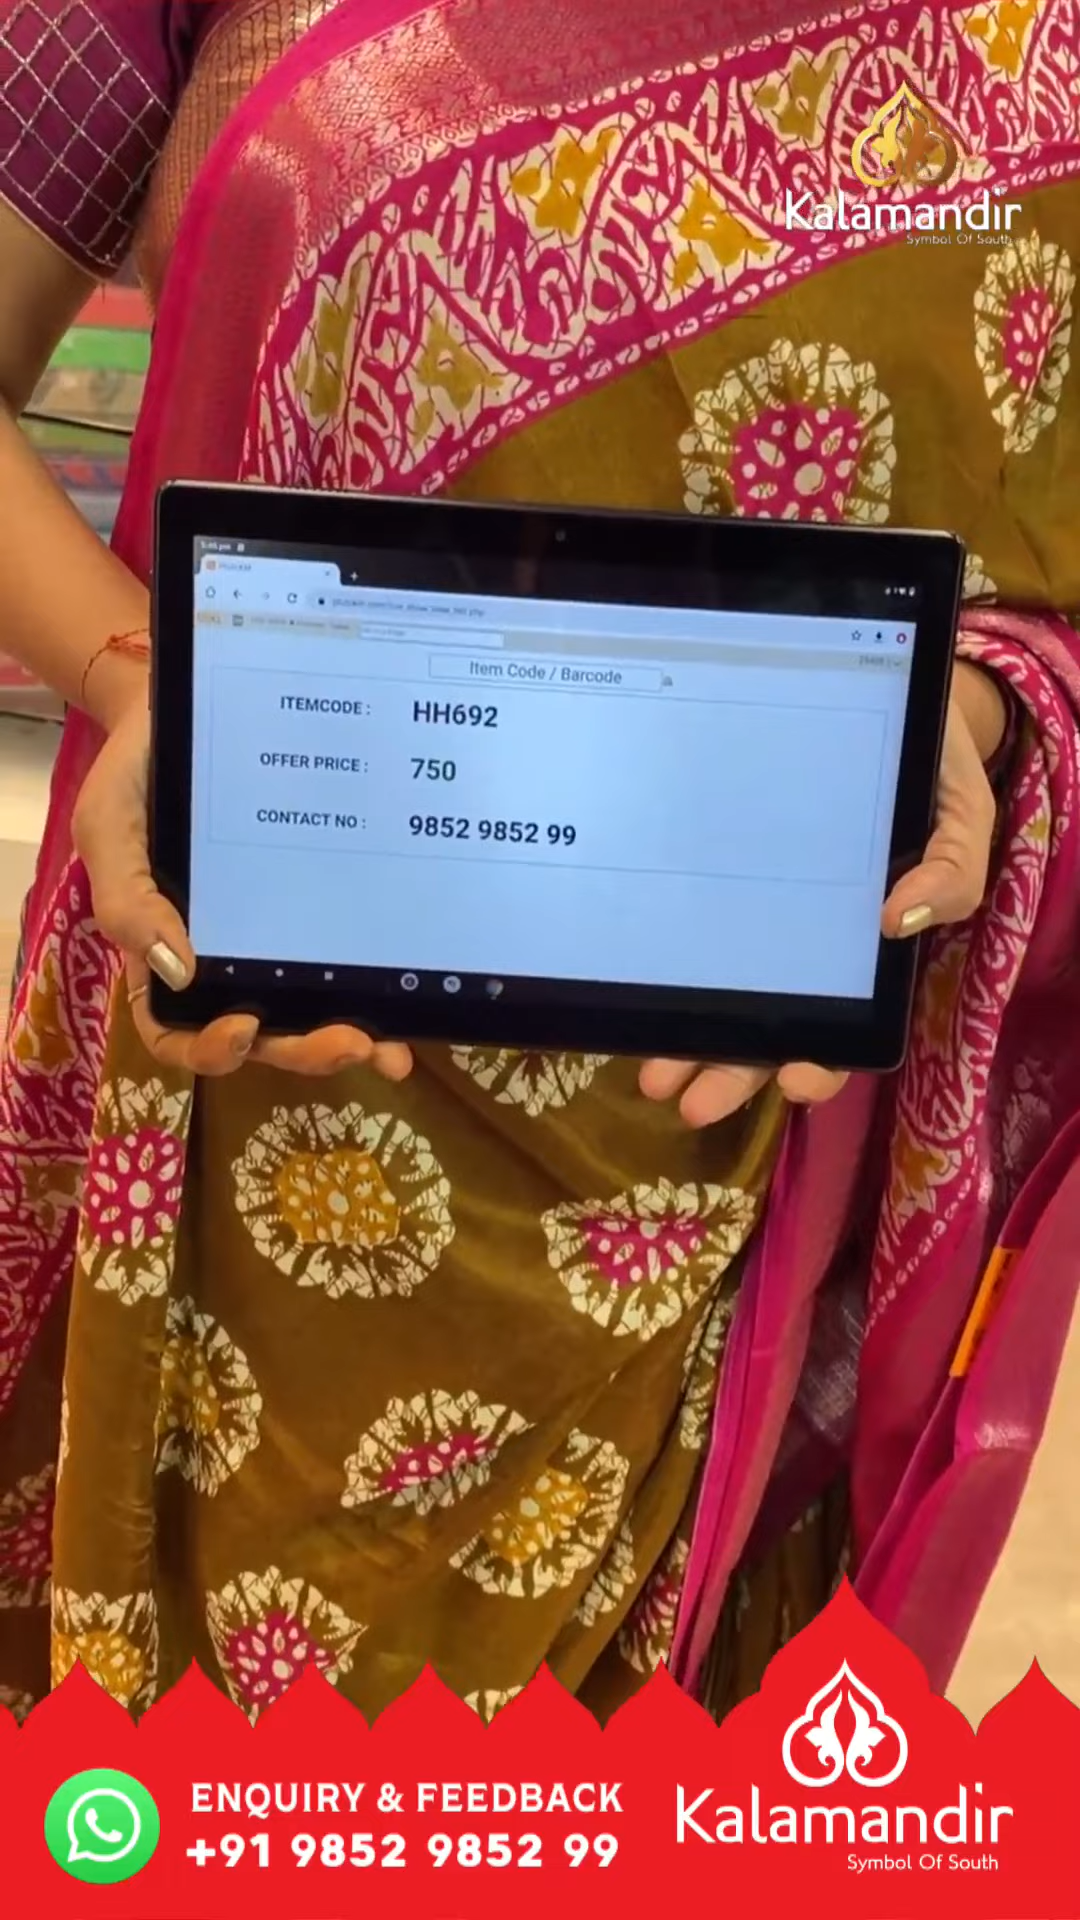 Kalamandir
Symbol Of South
Item Code / Barcode
ITEMCODE : HH692
OFFER PRICE : 750
CONTACT NO : 9852 9852 99
ENQUIRY & FEEDBACK
+91 9852 9852 99
Kalamandir
Symbol Of South